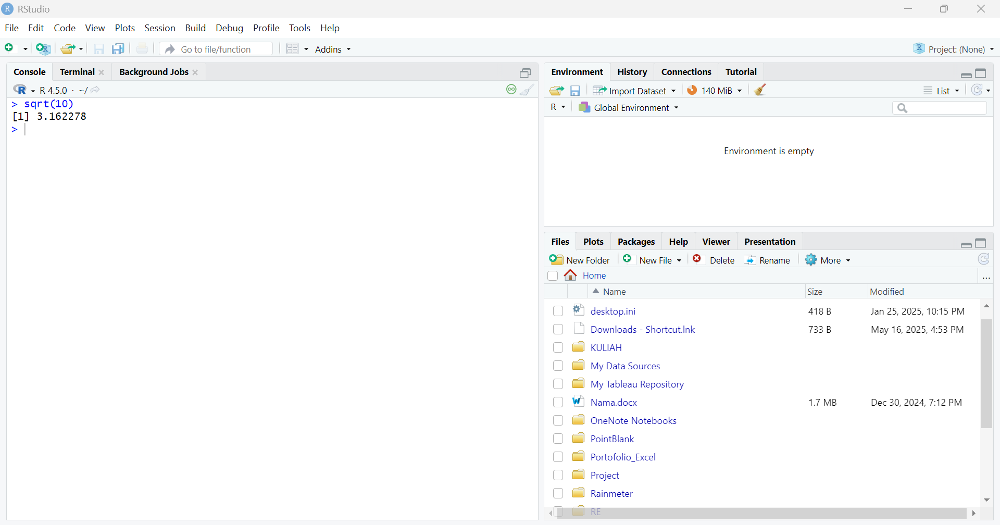 RStudio
File Edit Code View Plots Session Build Debug Profile Tools Help
Go to file/function Addins Project: (None)
Console Terminal Background Jobs
R 4.5.0 · ~/
> sqrt(10)
[1] 3.162278
>
Environment History Connections Tutorial
Import Dataset 140 MiB List
R Global Environment
Environment is empty
Files Plots Packages Help Viewer Presentation
New Folder New File Delete Rename More
Home ...
Name Size Modified
desktop.ini 418 B Jan 25, 2025, 10:15 PM
Downloads - Shortcut.lnk 733 B May 16, 2025, 4:53 PM
KULIAH
My Data Sources
My Tableau Repository
Nama.docx 1.7 MB Dec 30, 2024, 7:12 PM
OneNote Notebooks
PointBlank
Portofolio_Excel
Project
Rainmeter
RE